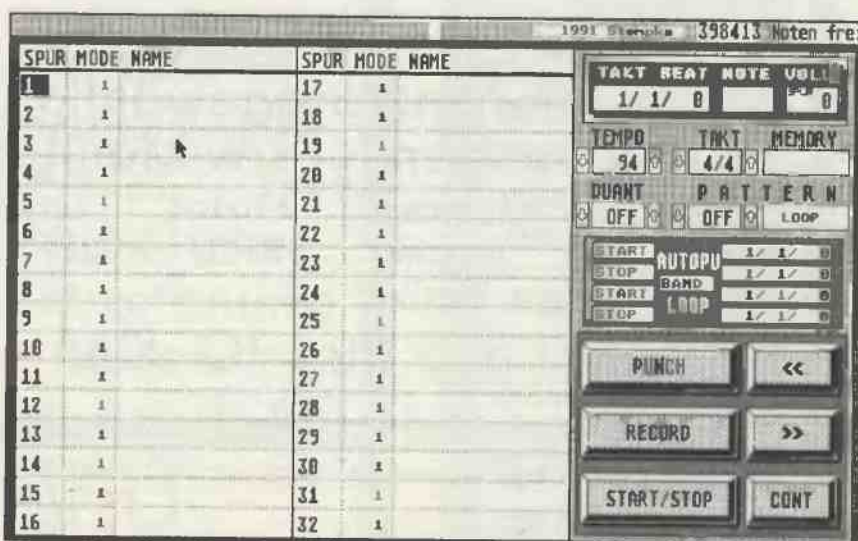 1991 398413 Noten frei
SPUR MODE NAME SPUR MODE NAME
1 1 17 1
2 1 18 1
3 1 19 1
4 1 20 1
5 1 21 1
6 1 22 1
7 1 23 1
8 1 24 1
9 1 25 1
10 1 26 1
11 1 27 1
12 1 28 1
13 1 29 1
14 1 30 1
15 1 31 1
16 1 32 1
TAKT BEAT NOTE
1/ 1/ 0 0
TEMPO TAKT MEMORY
94 4/4
QUANT PATTERN
OFF OFF LOOP
START AUTOPU 1/ 1/ 0
STOP 1/ 1/ 0
BAND
START LOOP 1/ 1/ 0
STOP 1/ 1/ 0
PUNCH <<
RECORD >>
START/STOP CONT